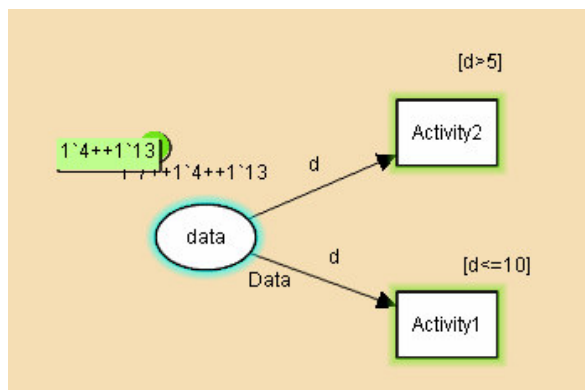 [d>5]
Activity2
1`4++1`13
++1`4++1`13
d
data
d
Data
[d<=10]
Activity1